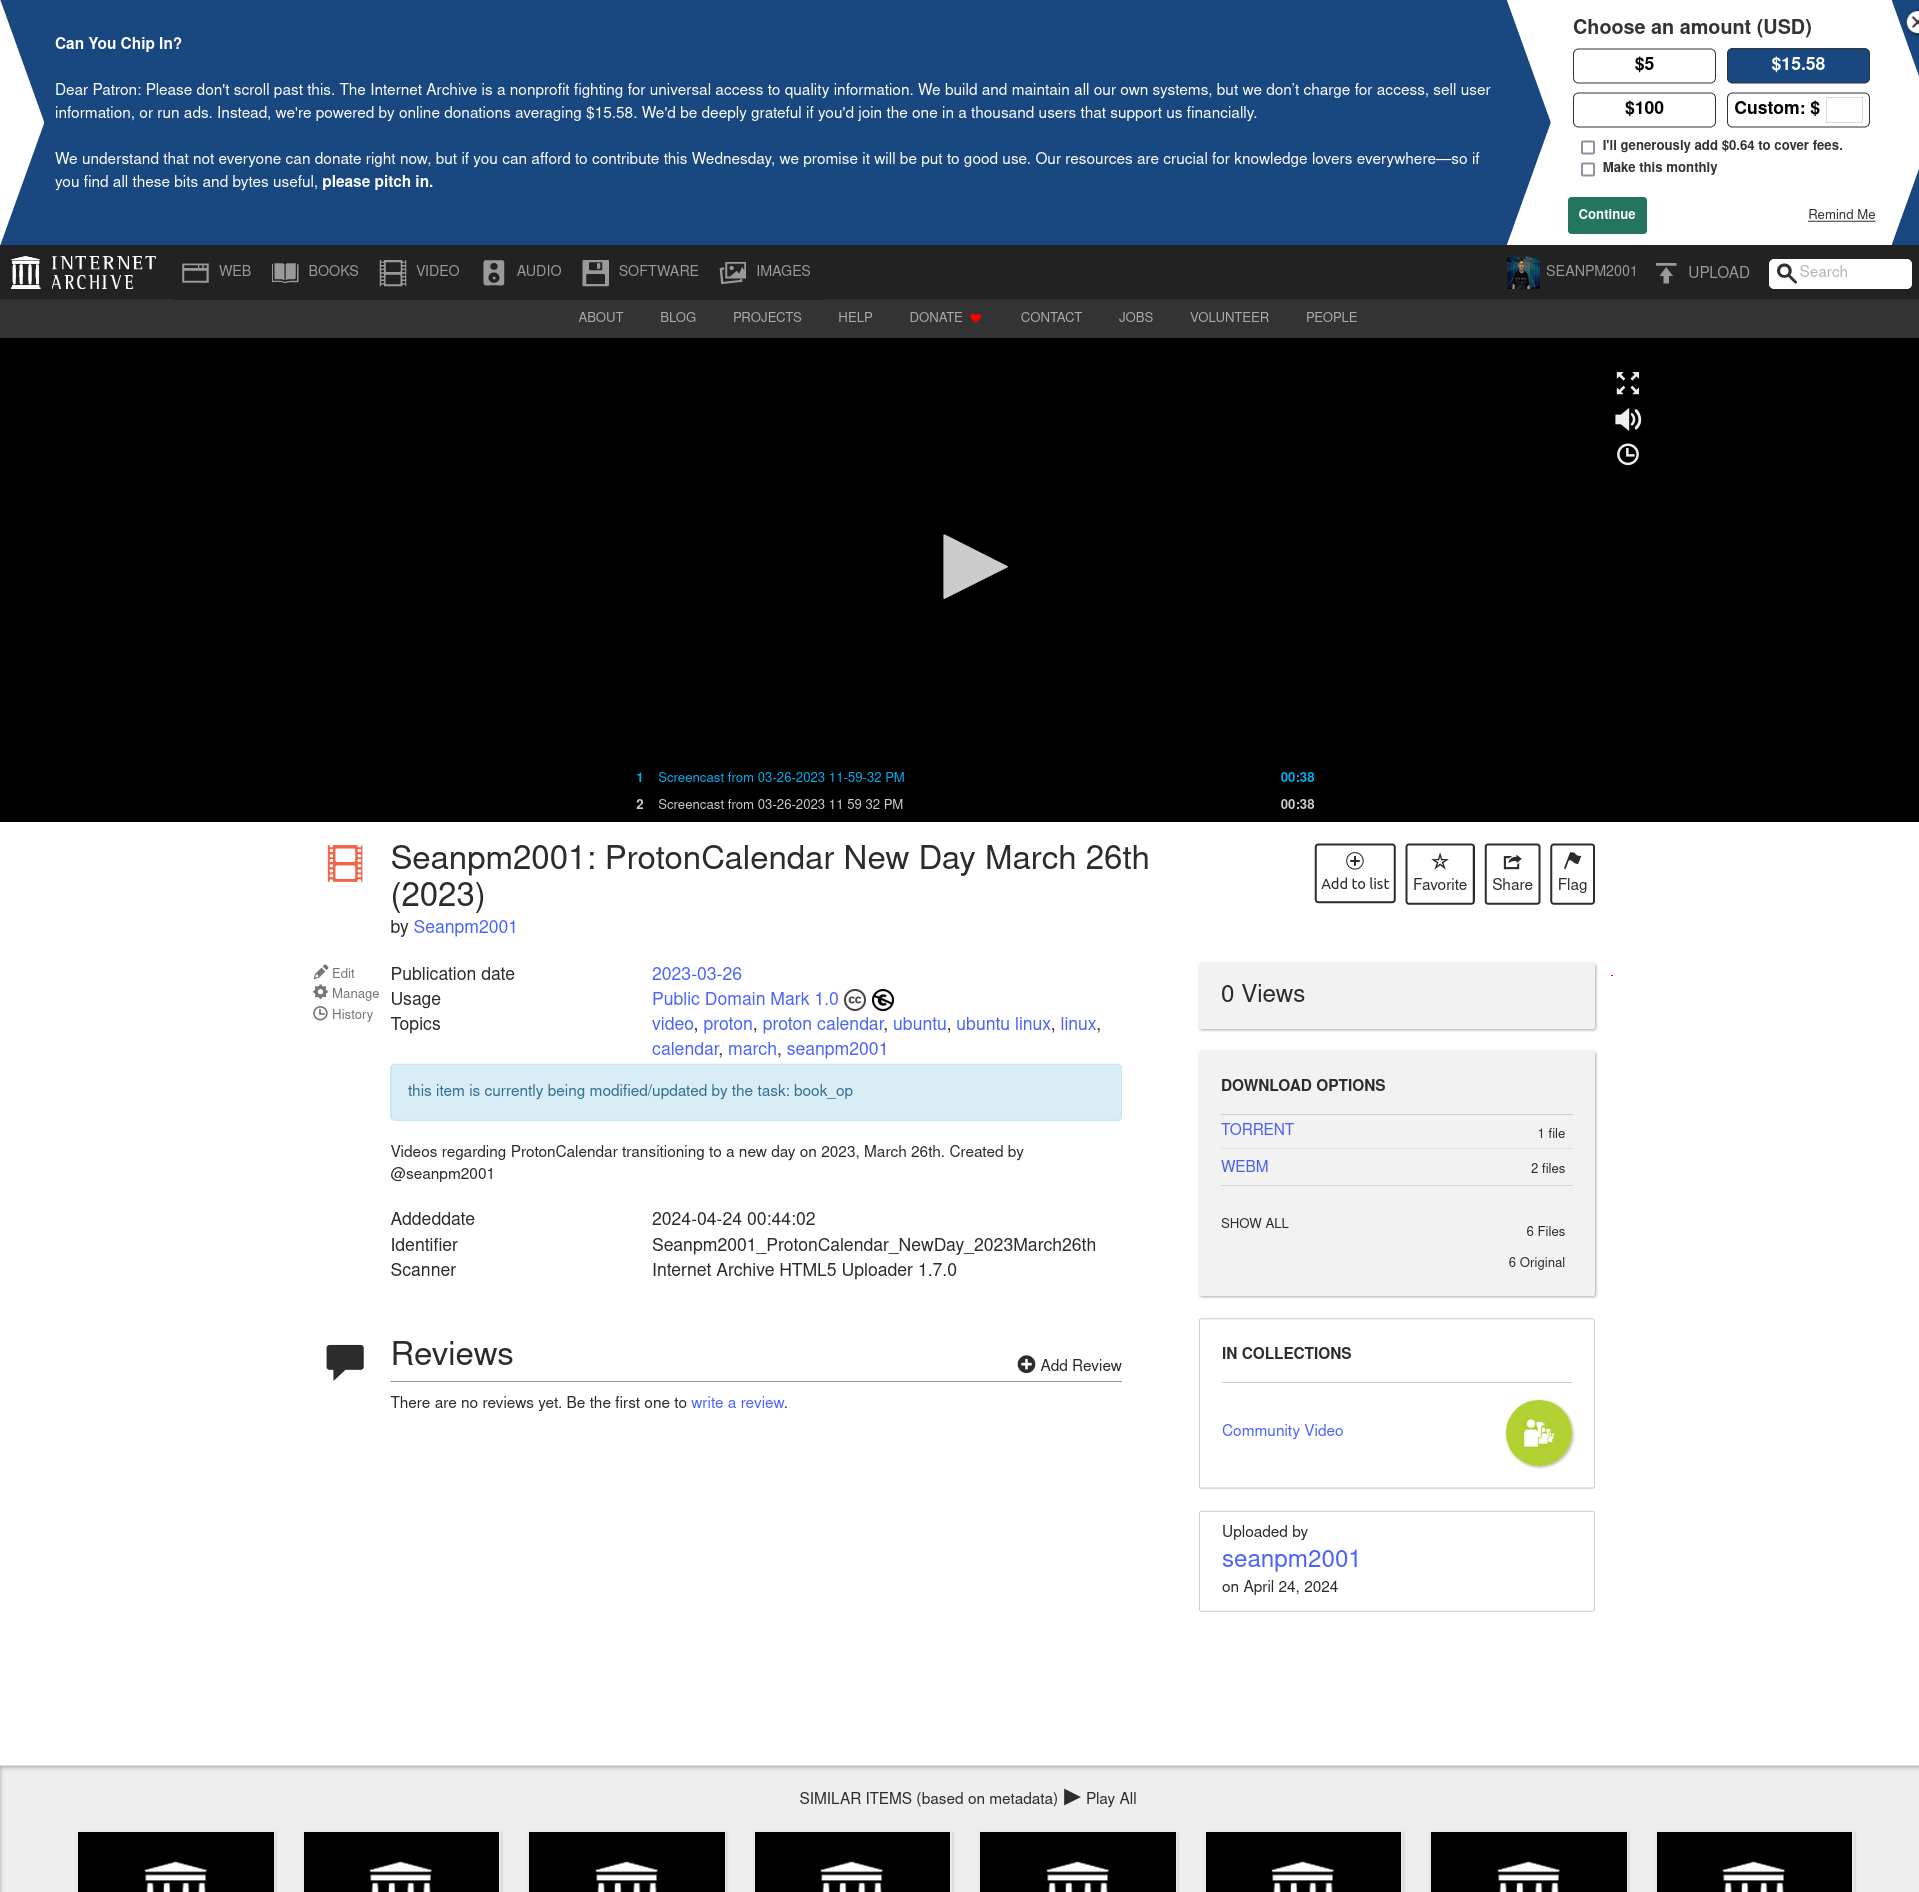 Can You Chip In?
Dear Patron: Please don't scroll past this. The Internet Archive is a nonprofit fighting for universal access to quality information. We build and maintain all our own systems, but we don’t charge for access, sell user
information, or run ads. Instead, we're powered by online donations averaging $15.58. We'd be deeply grateful if you'd join the one in a thousand users that support us financially.
We understand that not everyone can donate right now, but if you can afford to contribute this Wednesday, we promise it will be put to good use. Our resources are crucial for knowledge lovers everywhere—so if
you find all these bits and bytes useful, please pitch in.
Choose an amount (USD)
$5 $15.58
$100 Custom: $
I'll generously add $0.64 to cover fees.
Make this monthly
Continue Remind Me
INTERNET
ARCHIVE
WEB BOOKS VIDEO AUDIO SOFTWARE IMAGES SEANPM2001 UPLOAD Search
ABOUT BLOG PROJECTS HELP DONATE CONTACT JOBS VOLUNTEER PEOPLE
1 Screencast from 03-26-2023 11-59-32 PM 00:38
2 Screencast from 03-26-2023 11 59 32 PM 00:38
Seanpm2001: ProtonCalendar New Day March 26th
(2023)
by Seanpm2001
Add to list Favorite Share Flag
Edit
Manage
History
Publication date 2023-03-26
Usage Public Domain Mark 1.0
Topics video, proton, proton calendar, ubuntu, ubuntu linux, linux,
calendar, march, seanpm2001
this item is currently being modified/updated by the task: book_op
Videos regarding ProtonCalendar transitioning to a new day on 2023, March 26th. Created by
@seanpm2001
Addeddate 2024-04-24 00:44:02
Identifier Seanpm2001_ProtonCalendar_NewDay_2023March26th
Scanner Internet Archive HTML5 Uploader 1.7.0
Reviews
Add Review
There are no reviews yet. Be the first one to write a review.
0 Views
DOWNLOAD OPTIONS
TORRENT 1 file
WEBM 2 files
SHOW ALL 6 Files
6 Original
IN COLLECTIONS
Community Video
Uploaded by
seanpm2001
on April 24, 2024
SIMILAR ITEMS (based on metadata) Play All